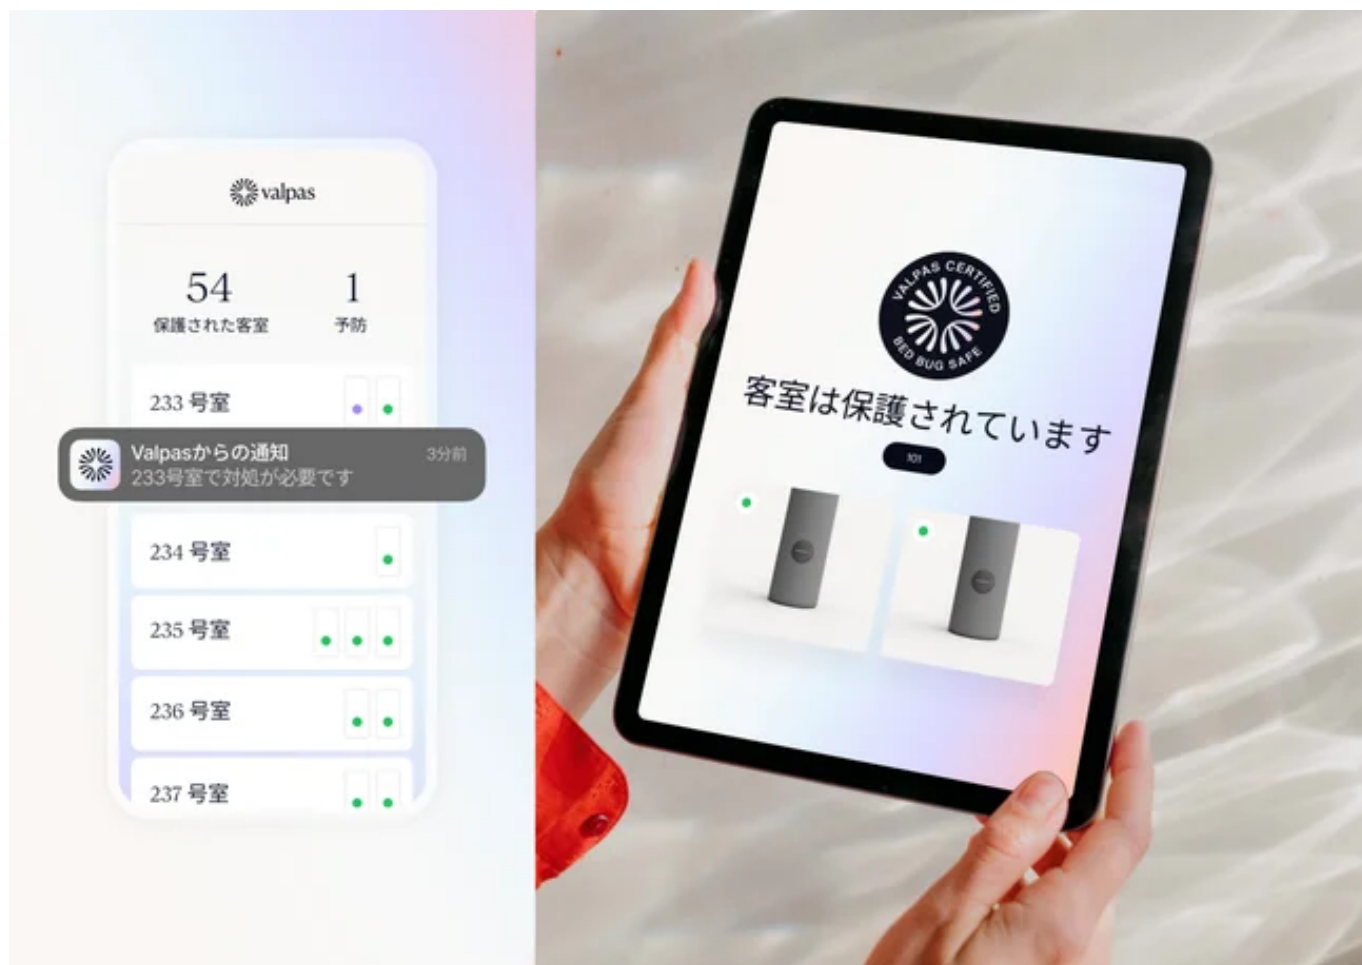 valpas
54
1
保護された客室
予防
233 号室
Valpasからの通知
3分前
233号室で対処が必要です
234 号室
235 号室
236 号室
237 号室
VALPAS CERTIFIED
BED BUG SAFE
客室は保護されています
101